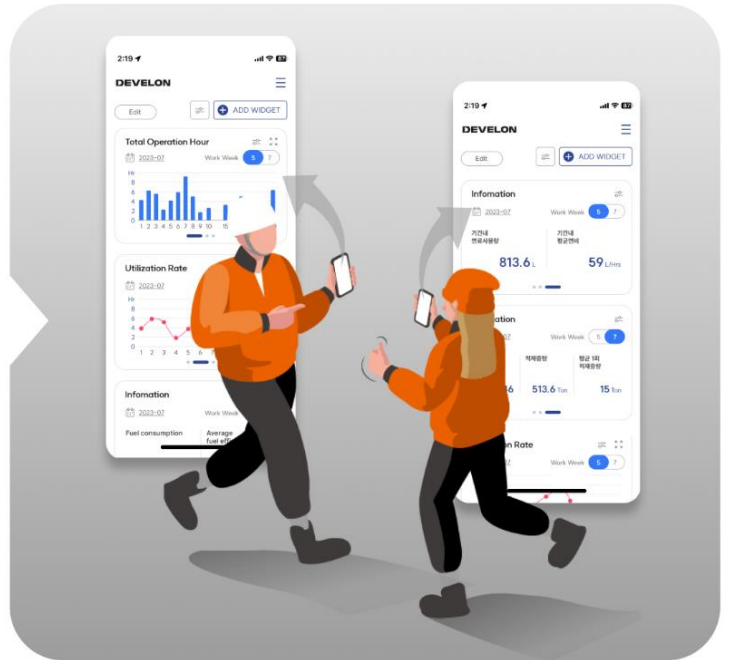 2:19
87
DEVELON
Edit
ADD WIDGET
Total Operation Hour
2023-07
Work Week 5 7
Hr
8
6
4
2
0
1 2 3 4 5 6 7 8 9 10 15
Utilization Rate
2023-07
Hr
6
4
2
0
1 2 3 4 5 6
Infomation
2023-07
Work Week
Fuel consumption
Average
fuel
2:19
87
DEVELON
Edit
ADD WIDGET
Infomation
2023-07
Work Week 5 7
기간내
연료사용량
기간내
평균연비
813.6 L
59 L/Hrs
Work Week 5 7
적재중량
평균 1회
적재중량
513.6 Ton
15 Ton
Rate
Work Week 5 7